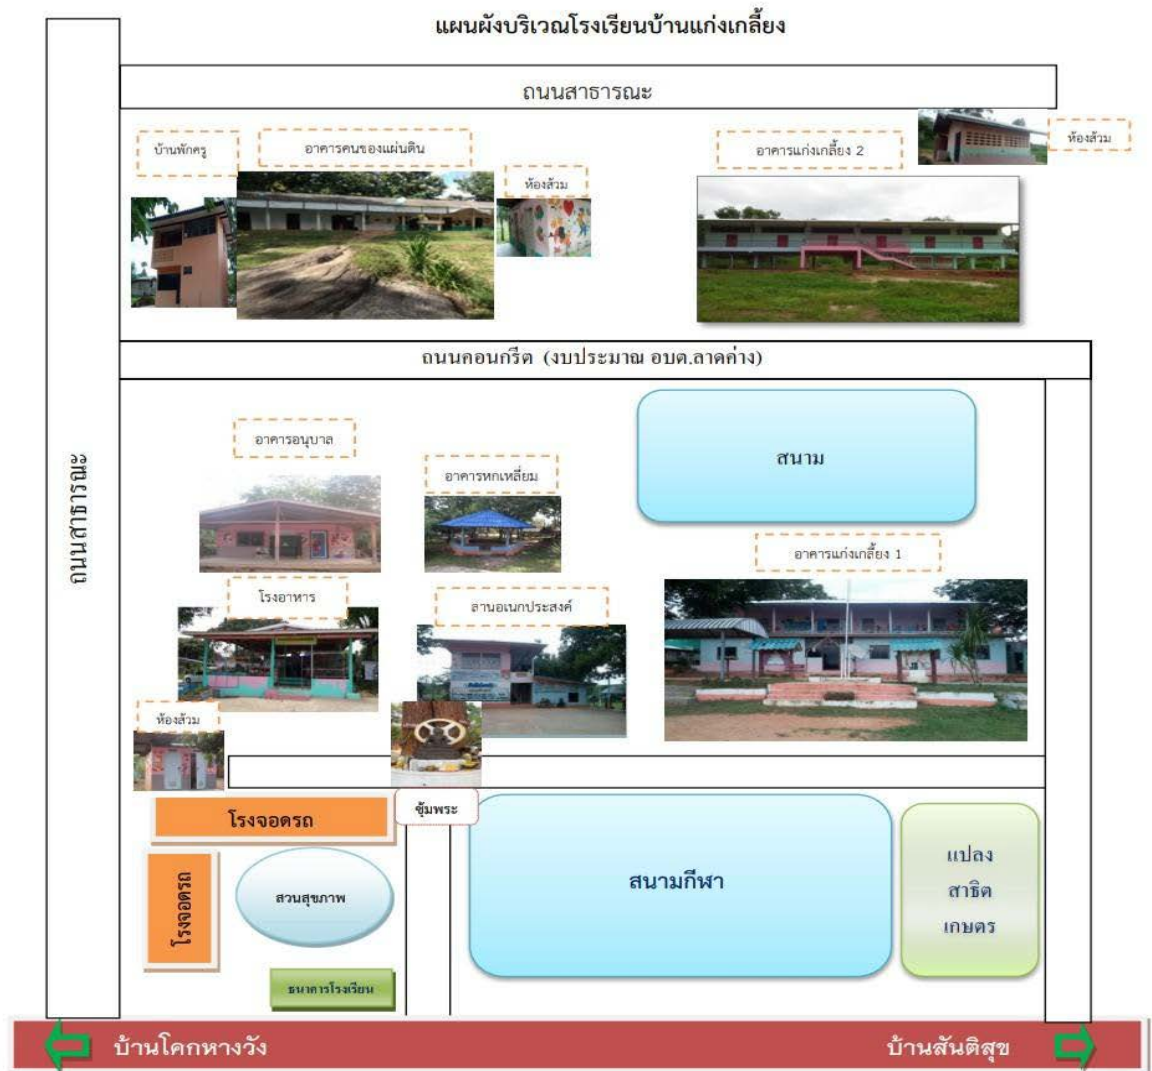 แผนผังบริเวณโรงเรียนบ้านแก่งเกลี้ยง
ถนนสาธารณะ
บ้านพักครู
อาคารคนของแผ่นดิน
ห้องส้วม
อาคารแก่งเกลี้ยง 2
ห้องส้วม
ถนนคอนกรีต (งบประมาณ อบต.ลาดค่าง)
ถนนสาธารณะ
อาคารอนุบาล
อาคารหกเหลี่ยม
สนาม
อาคารแก่งเกลี้ยง 1
โรงอาหาร
ลานอเนกประสงค์
ห้องส้วม
ซุ้มพระ
โรงจอดรถ
โรงจอดรถ
สวนสุขภาพ
สนามกีฬา
แปลง
สาธิต
เกษตร
ธนาคารโรงเรียน
บ้านโคกหางวัง
บ้านสันติสุข